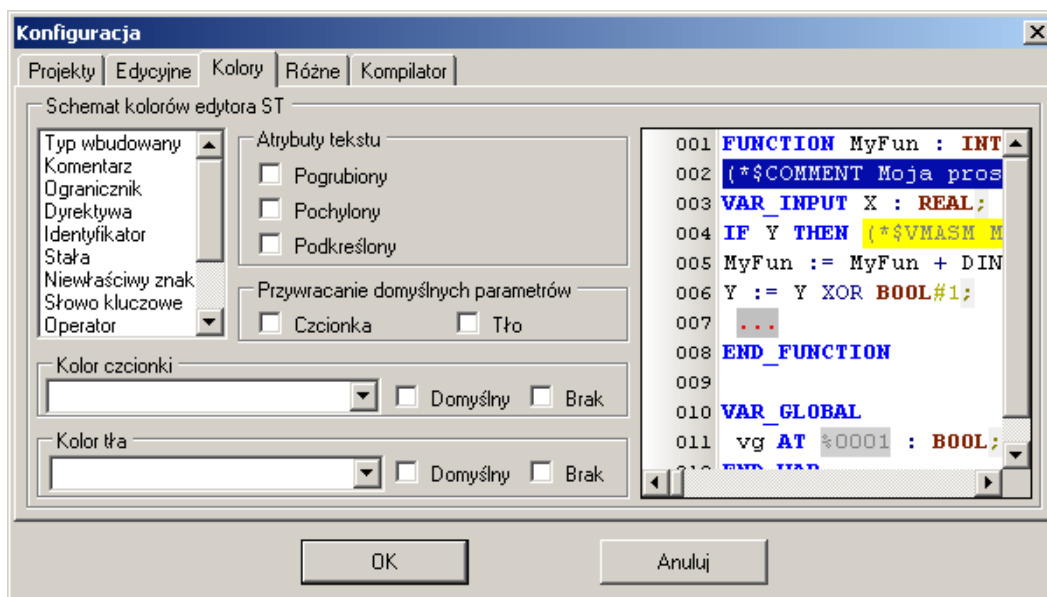 Konfiguracja
Projekty Edycyjne Kolory Różne Kompilator
Schemat kolorów edytora ST
Typ wbudowany
Komentarz
Ogranicznik
Dyrektywa
Identyfikator
Stała
Niewłaściwy znak
Słowo kluczowe
Operator
Atrybuty tekstu
Pogrubiony
Pochylony
Podkreślony
Przywracanie domyślnych parametrów
Czcionka Tło
Kolor czcionki
Domyślny Brak
Kolor tła
Domyślny Brak
001 FUNCTION MyFun : INT
002 (*$COMMENT Moja pros
003 VAR_INPUT X : REAL;
004 IF Y THEN (*$VMASM M
005 MyFun := MyFun + DIN
006 Y := Y XOR BOOL#1;
007 ...
008 END_FUNCTION
009
010 VAR_GLOBAL
011 vg AT %0001 : BOOL;
012 END_VAR
OK Anuluj